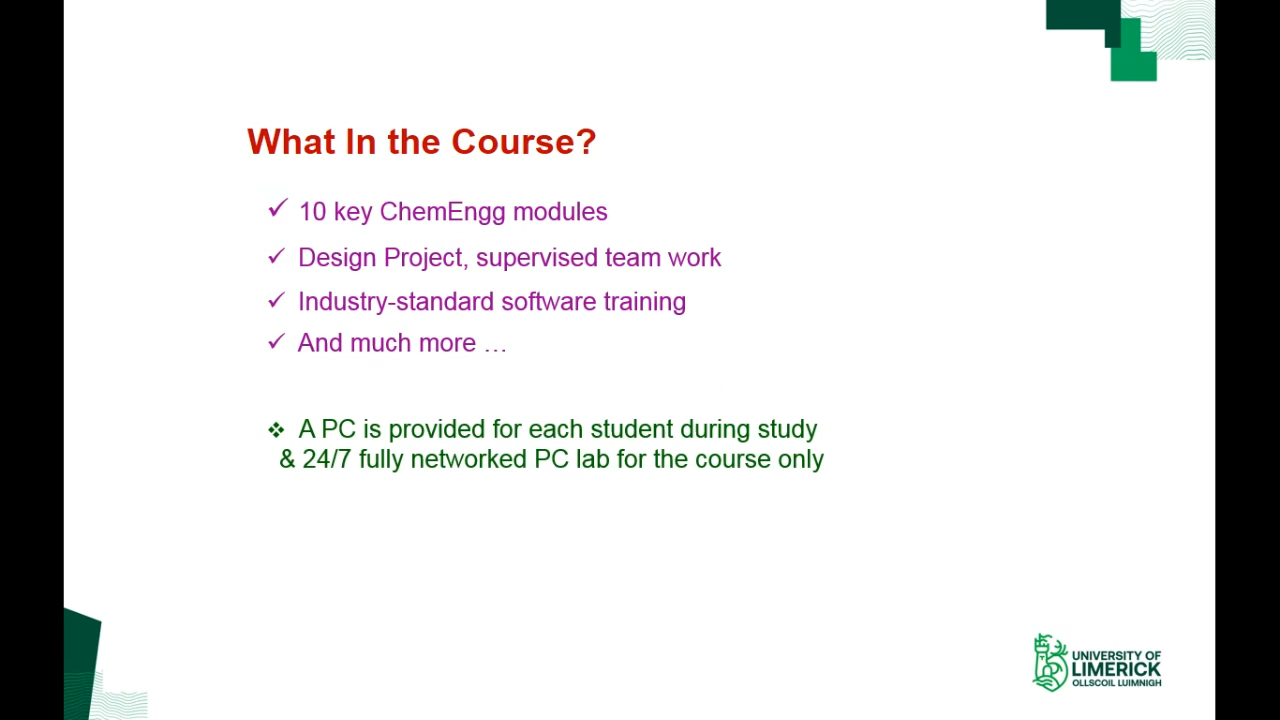 What In the Course?
✓ 10 key ChemEngg modules
✓ Design Project, supervised team work
✓ Industry-standard software training
✓ And much more …
❖ A PC is provided for each student during study
& 24/7 fully networked PC lab for the course only
UNIVERSITY OF
LIMERICK
OLLSCOIL LUIMNIGH